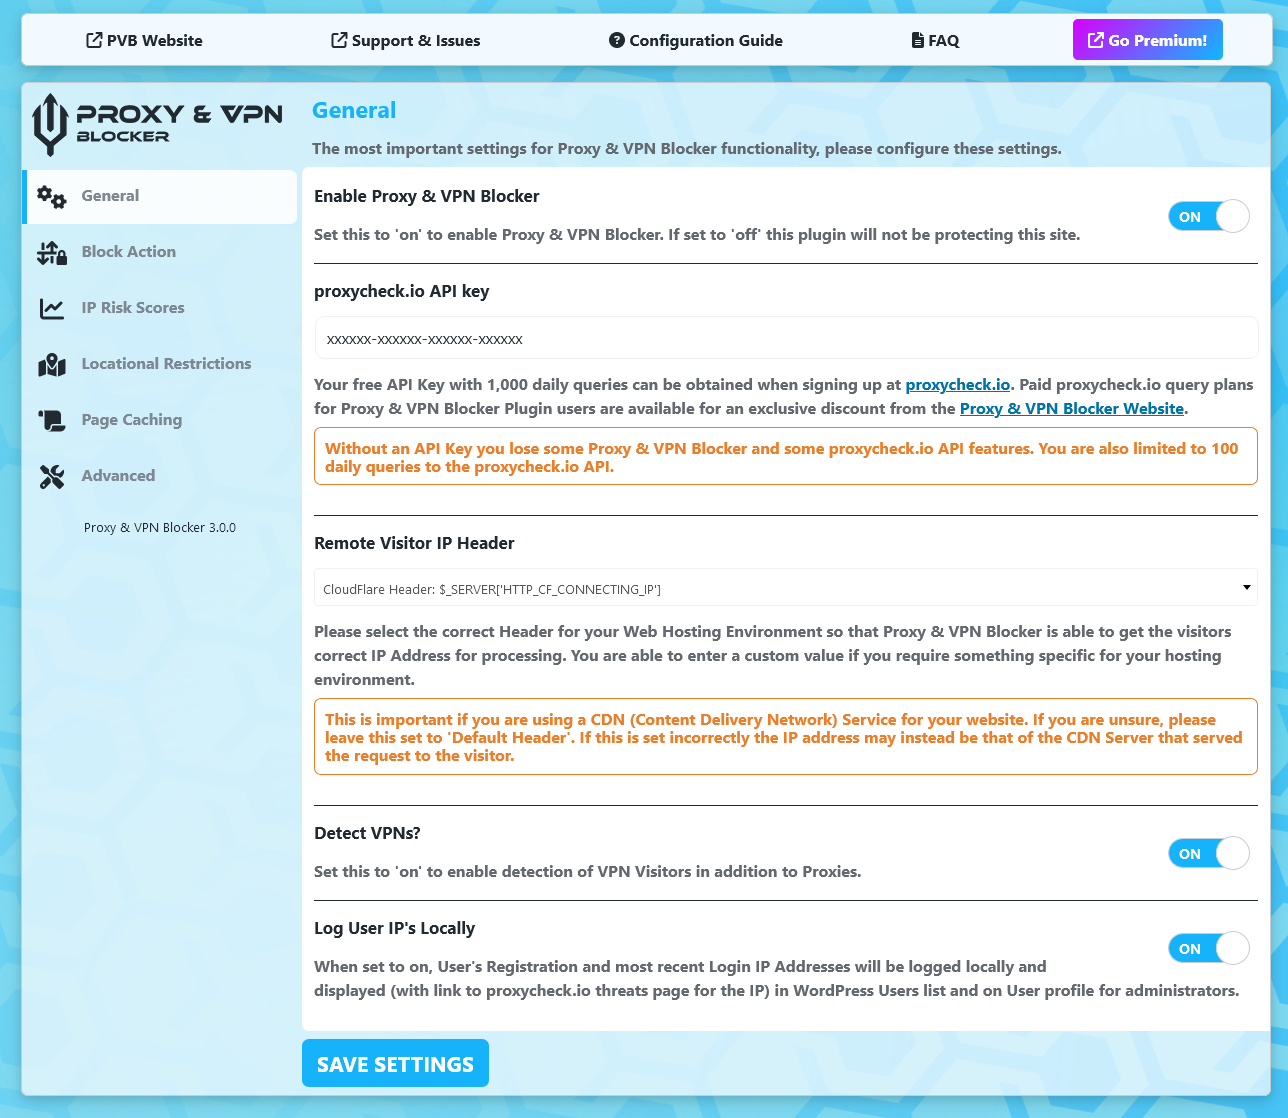 PVB Website
Support & Issues
Configuration Guide
FAQ
Go Premium!
PROXY & VPN
BLOCKER
General
Block Action
IP Risk Scores
Locational Restrictions
Page Caching
Advanced
Proxy & VPN Blocker 3.0.0
General
The most important settings for Proxy & VPN Blocker functionality, please configure these settings.
Enable Proxy & VPN Blocker
ON
Set this to 'on' to enable Proxy & VPN Blocker. If set to 'off' this plugin will not be protecting this site.
proxycheck.io API key
xxxxxx-xxxxxx-xxxxxx-xxxxxx
Your free API Key with 1,000 daily queries can be obtained when signing up at proxycheck.io. Paid proxycheck.io query plans
for Proxy & VPN Blocker Plugin users are available for an exclusive discount from the Proxy & VPN Blocker Website.
Without an API Key you lose some Proxy & VPN Blocker and some proxycheck.io API features. You are also limited to 100
daily queries to the proxycheck.io API.
Remote Visitor IP Header
CloudFlare Header: $_SERVER['HTTP_CF_CONNECTING_IP']
Please select the correct Header for your Web Hosting Environment so that Proxy & VPN Blocker is able to get the visitors
correct IP Address for processing. You are able to enter a custom value if you require something specific for your hosting
environment.
This is important if you are using a CDN (Content Delivery Network) Service for your website. If you are unsure, please
leave this set to 'Default Header'. If this is set incorrectly the IP address may instead be that of the CDN Server that served
the request to the visitor.
Detect VPNs?
ON
Set this to 'on' to enable detection of VPN Visitors in addition to Proxies.
Log User IP's Locally
ON
When set to on, User's Registration and most recent Login IP Addresses will be logged locally and
displayed (with link to proxycheck.io threats page for the IP) in WordPress Users list and on User profile for administrators.
SAVE SETTINGS